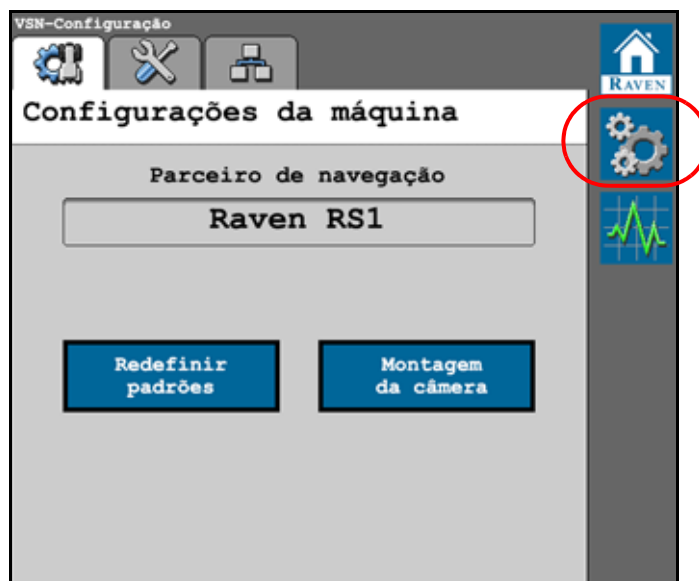 VSN-Configuração
RAVEN
Configurações da máquina
Parceiro de navegação
Raven RS1
Redefinir
padrões
Montagem
da câmera